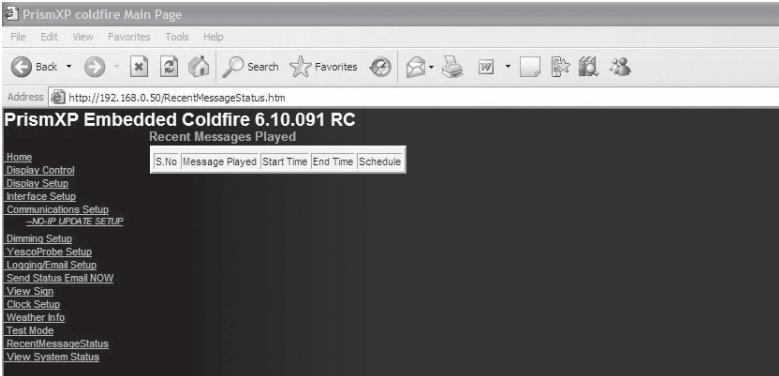 PrismXP coldfire Main Page
File Edit View Favorites Tools Help
Back Search Favorites
Address http://192.168.0.50/RecentMessageStatus.htm
PrismXP Embedded Coldfire 6.10.091 RC
Recent Messages Played
S.No Message Played Start Time End Time Schedule
Home
Display Control
Display Setup
Interface Setup
Communications Setup
--NO-IP UPDATE SETUP
Dimming Setup
YescoProbe Setup
Logging/Email Setup
Send Status Email NOW
View Sign
Clock Setup
Weather Info
Test Mode
RecentMessageStatus
View System Status